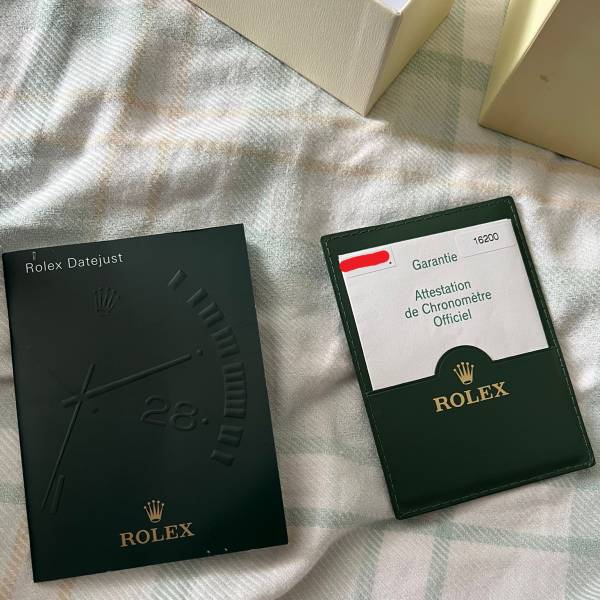 Rolex Datejust
28
ROLEX
Garantie
16200
Attestation
de Chronomètre
Officiel
ROLEX